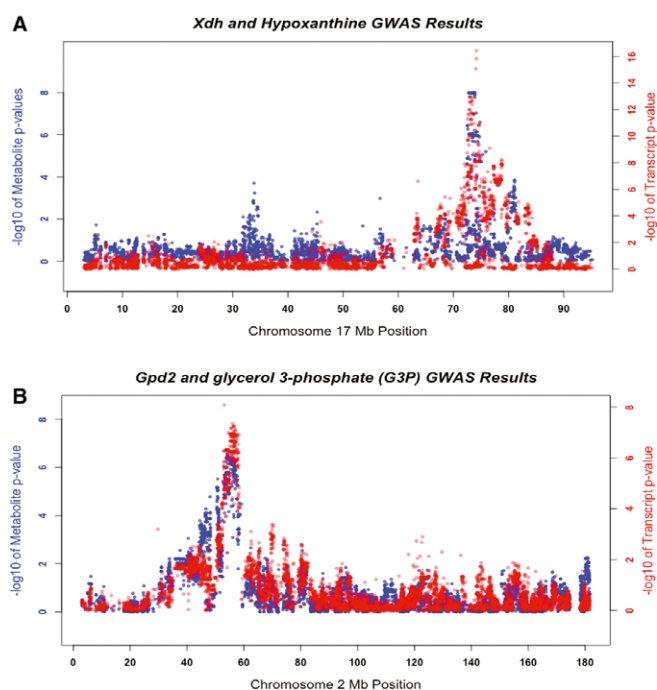 A
Xdh and Hypoxanthine GWAS Results
-log10 of Metabolite p-values
8
6
4
2
0
16
14
12
10
8
6
4
2
0
-log10 of Transcript p-value
0 10 20 30 40 50 60 70 80 90
Chromosome 17 Mb Position
B
Gpd2 and glycerol 3-phosphate (G3P) GWAS Results
-log10 of Metabolite p-value
8
6
4
2
0
8
6
4
2
0
-log10 of Transcript p-value
0 20 40 60 80 100 120 140 160 180
Chromosome 2 Mb Position